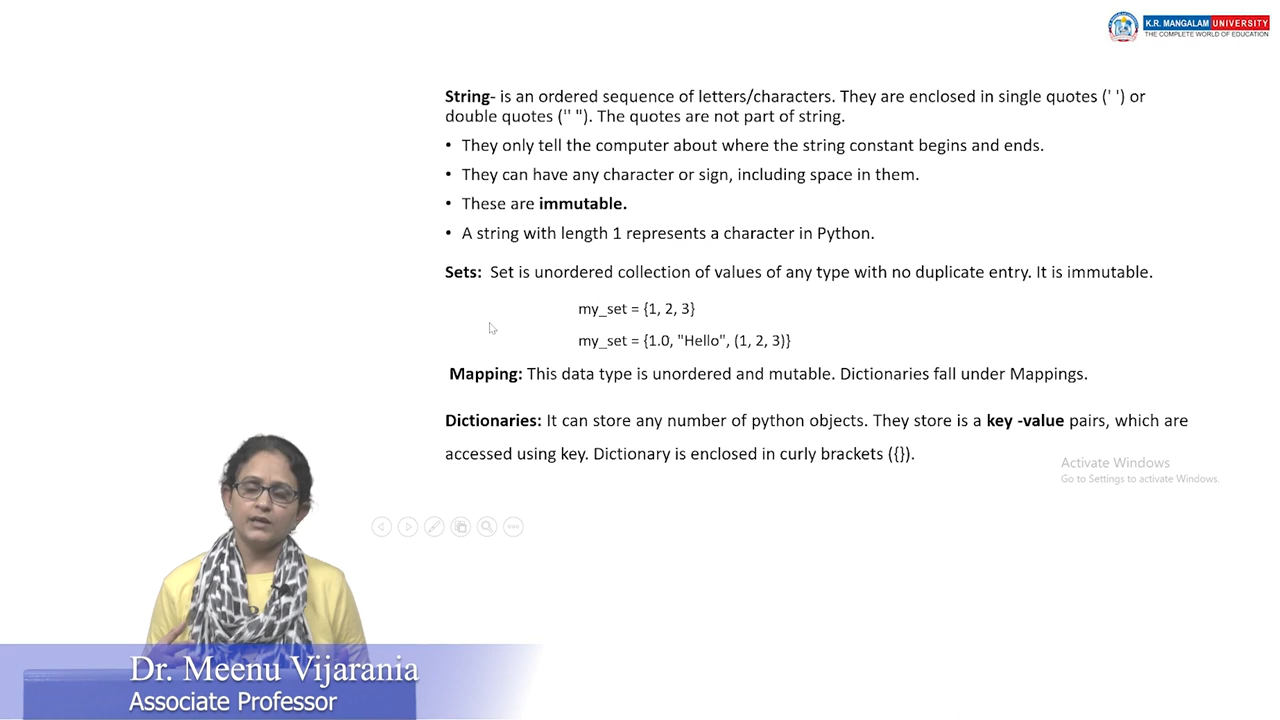 K.R. MANGALAM UNIVERSITY
THE COMPLETE WORLD OF EDUCATION
String- is an ordered sequence of letters/characters. They are enclosed in single quotes (' ') or
double quotes ('' "). The quotes are not part of string.
• They only tell the computer about where the string constant begins and ends.
• They can have any character or sign, including space in them.
• These are immutable.
• A string with length 1 represents a character in Python.
Sets: Set is unordered collection of values of any type with no duplicate entry. It is immutable.
my_set = {1, 2, 3}
my_set = {1.0, "Hello", (1, 2, 3)}
Mapping: This data type is unordered and mutable. Dictionaries fall under Mappings.
Dictionaries: It can store any number of python objects. They store is a key -value pairs, which are
accessed using key. Dictionary is enclosed in curly brackets ({}).
Activate Windows
Go to Settings to activate Windows.
Dr. Meenu Vijarania
Associate Professor